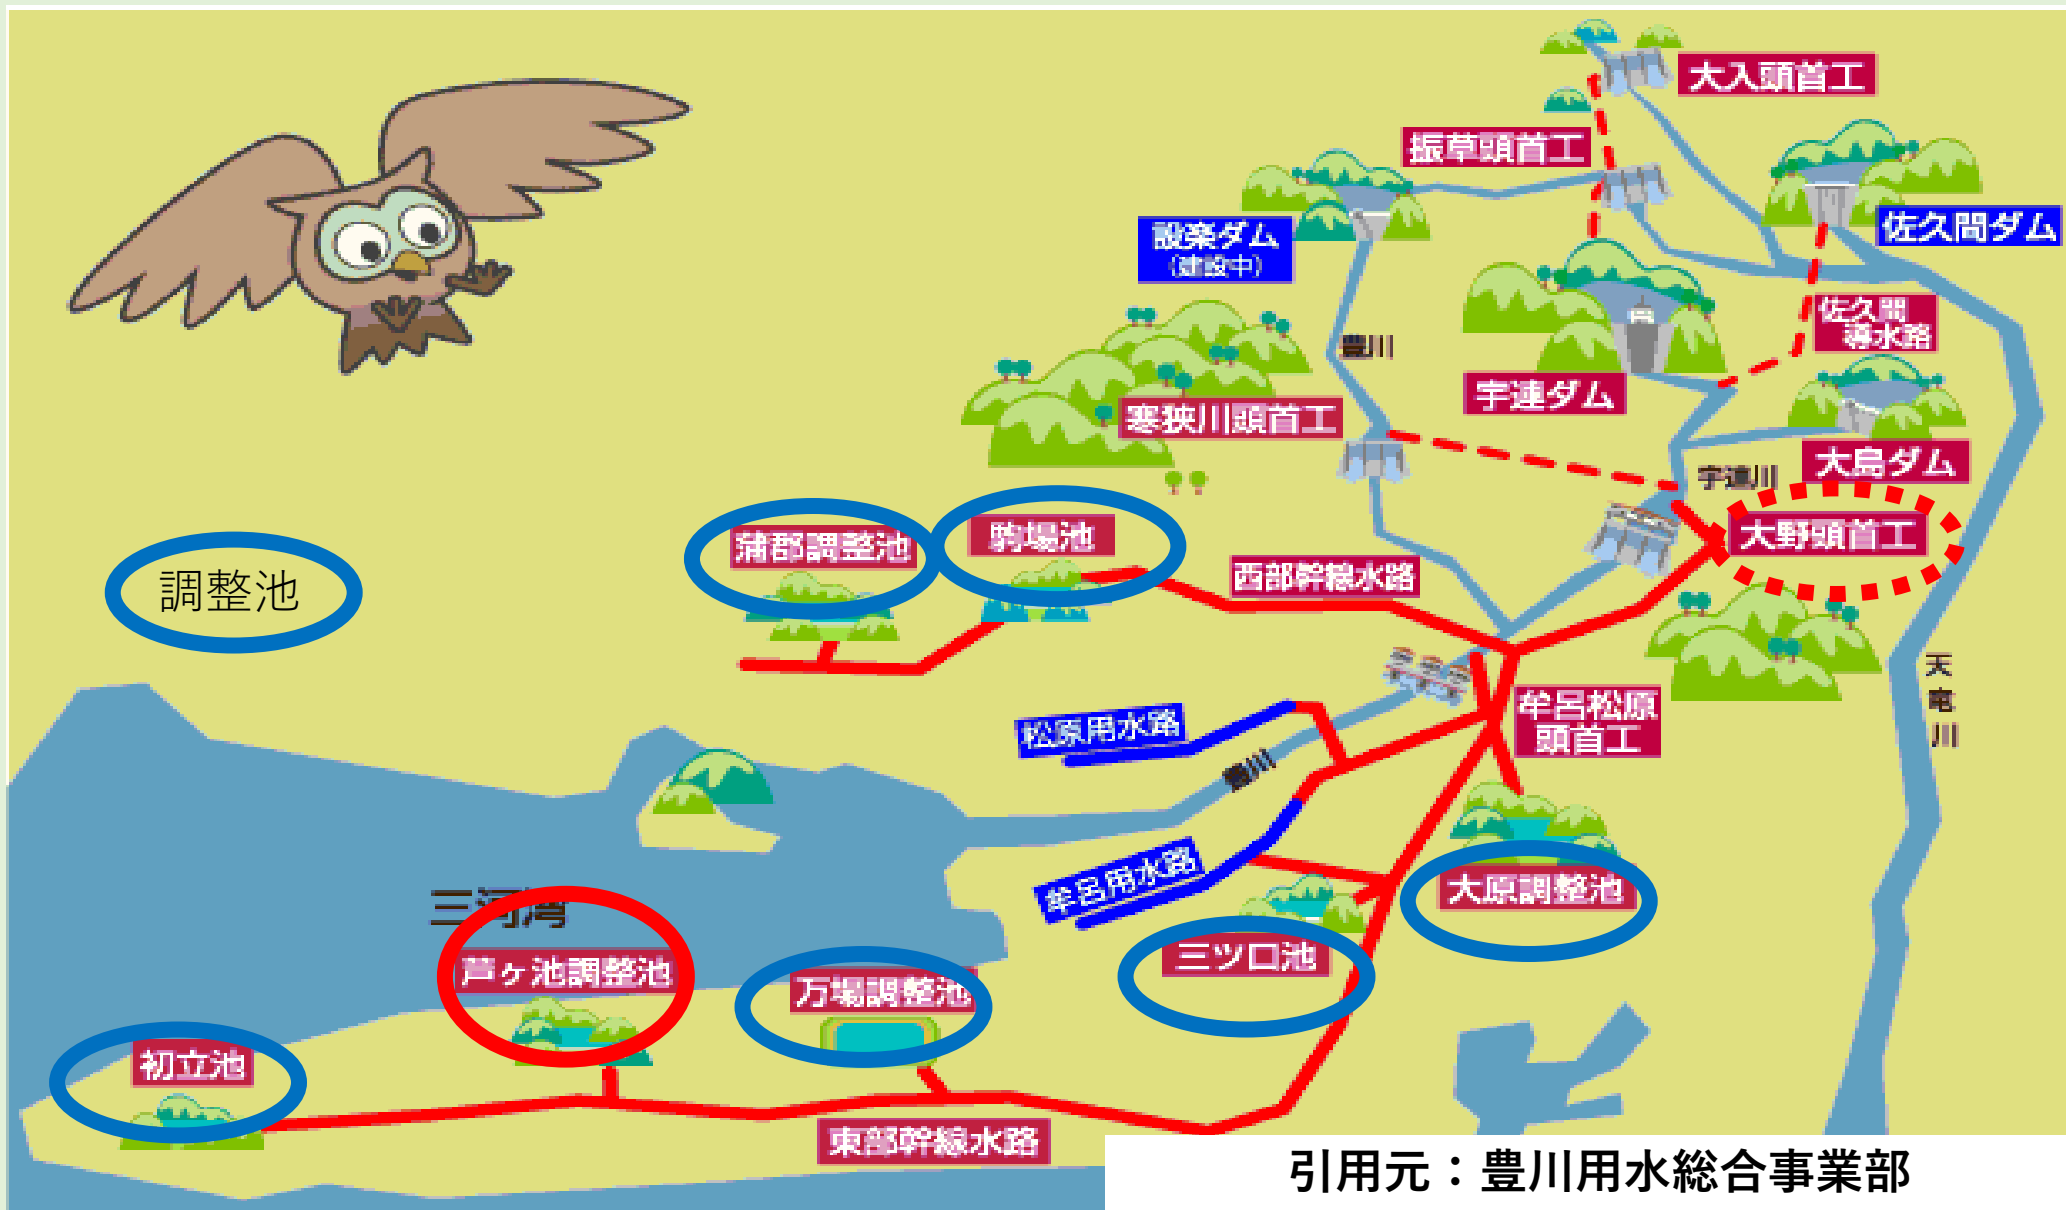 大入頭首工
振草頭首工
設楽ダム
(建設中)
佐久間ダム
佐久間
導水路
豊川
宇連ダム
寒狭川頭首工
大島ダム
宇連川
大野頭首工
蒲郡調整池
駒場池
西部幹線水路
調整池
天竜川
牟呂松原
頭首工
松原用水路
豊川
牟呂用水路
大原調整池
三河湾
芦ヶ池調整池
万場調整池
三ツ口池
初立池
東部幹線水路
引用元：豊川用水総合事業部